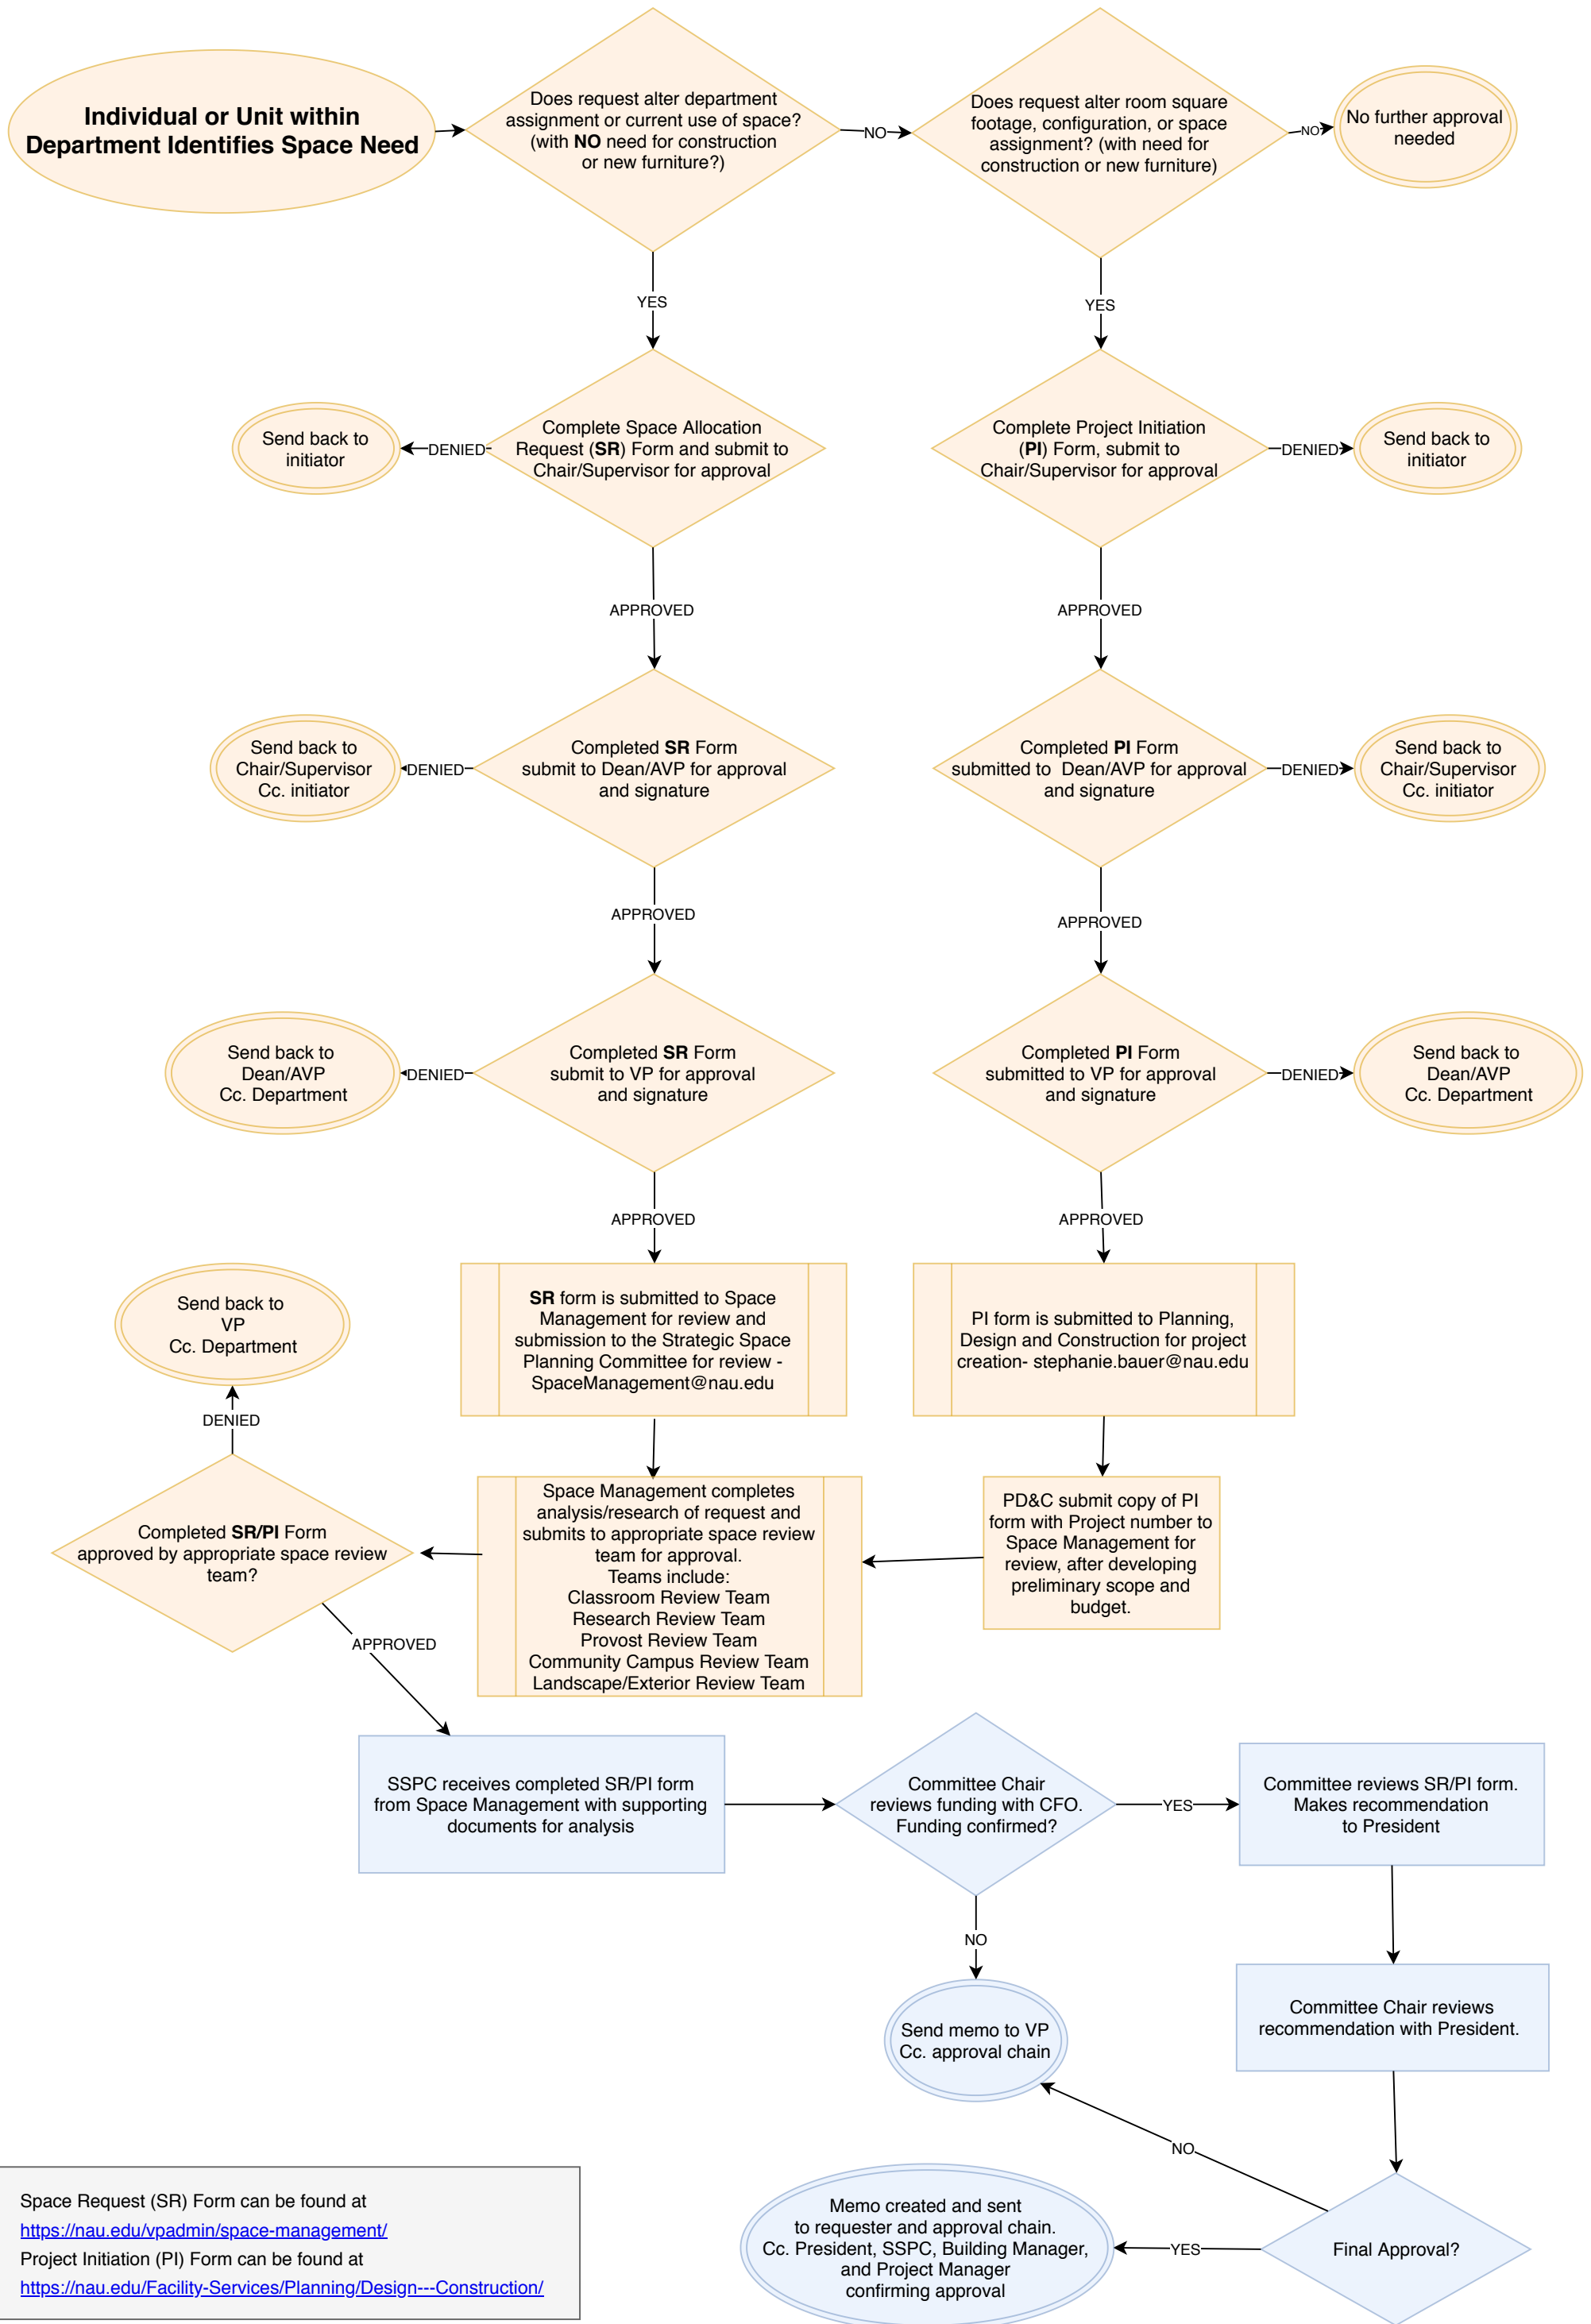 Individual or Unit within
Department Identifies Space Need
Does request alter department
assignment or current use of space?
(with NO need for construction
or new furniture?)
NO
Does request alter room square
footage, configuration, or space
assignment? (with need for
construction or new furniture)
NO
No further approval
needed
YES
YES
Send back to
initiator
DENIED
Complete Space Allocation
Request (SR) Form and submit to
Chair/Supervisor for approval
Complete Project Initiation
(PI) Form, submit to
Chair/Supervisor for approval
DENIED
Send back to
initiator
APPROVED
APPROVED
Send back to
Chair/Supervisor
Cc. initiator
DENIED
Completed SR Form
submit to Dean/AVP for approval
and signature
Completed PI Form
submitted to Dean/AVP for approval
and signature
DENIED
Send back to
Chair/Supervisor
Cc. initiator
APPROVED
APPROVED
Send back to
Dean/AVP
Cc. Department
DENIED
Completed SR Form
submit to VP for approval
and signature
Completed PI Form
submitted to VP for approval
and signature
DENIED
Send back to
Dean/AVP
Cc. Department
APPROVED
APPROVED
Send back to
VP
Cc. Department
SR form is submitted to Space
Management for review and
submission to the Strategic Space
Planning Committee for review -
SpaceManagement@nau.edu
PI form is submitted to Planning,
Design and Construction for project
creation- stephanie.bauer@nau.edu
DENIED
Completed SR/PI Form
approved by appropriate space review
team?
Space Management completes
analysis/research of request and
submits to appropriate space review
team for approval.
Teams include:
Classroom Review Team
Research Review Team
Provost Review Team
Community Campus Review Team
Landscape/Exterior Review Team
PD&C submit copy of PI
form with Project number to
Space Management for
review, after developing
preliminary scope and
budget.
APPROVED
SSPC receives completed SR/PI form
from Space Management with supporting
documents for analysis
Committee Chair
reviews funding with CFO.
Funding confirmed?
YES
Committee reviews SR/PI form.
Makes recommendation
to President
NO
Send memo to VP
Cc. approval chain
Committee Chair reviews
recommendation with President.
NO
Memo created and sent
to requester and approval chain.
Cc. President, SSPC, Building Manager,
and Project Manager
confirming approval
YES
Final Approval?
Space Request (SR) Form can be found at
https://nau.edu/vpadmin/space-management/
Project Initiation (PI) Form can be found at
https://nau.edu/Facility-Services/Planning/Design---Construction/